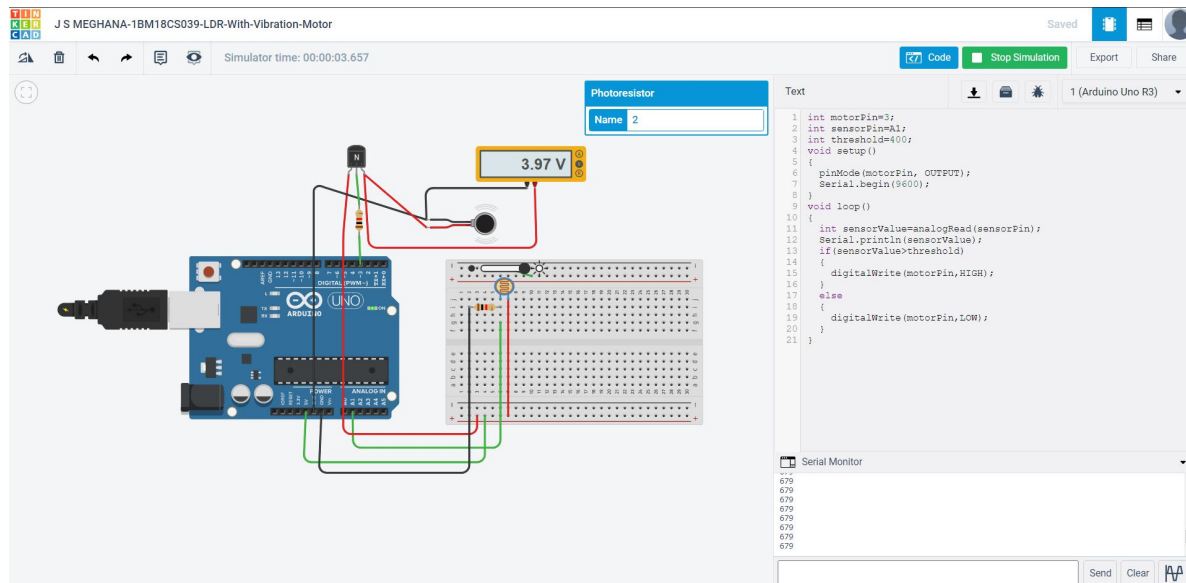 TIN
KER
CAD
J S MEGHANA-1BM18CS039-LDR-With-Vibration-Motor
Saved
Simulator time: 00:00:03.657
Code
Stop Simulation
Export
Share
Photoresistor
Name 2
Text
1 (Arduino Uno R3)
N
3.97 V
DIGITAL (PWM~)
UNO
ARDUINO
ON
POWER
ANALOG IN
1 int motorPin=3;
2 int sensorPin=A1;
3 int threshold=400;
4 void setup()
5 {
6 pinMode(motorPin, OUTPUT);
7 Serial.begin(9600);
8 }
9 void loop()
10 {
11 int sensorValue=analogRead(sensorPin);
12 Serial.println(sensorValue);
13 if(sensorValue>threshold)
14 {
15 digitalWrite(motorPin,HIGH);
16 }
17 else
18 {
19 digitalWrite(motorPin,LOW);
20 }
21 }
Serial Monitor
679
679
679
679
679
679
679
Send
Clear